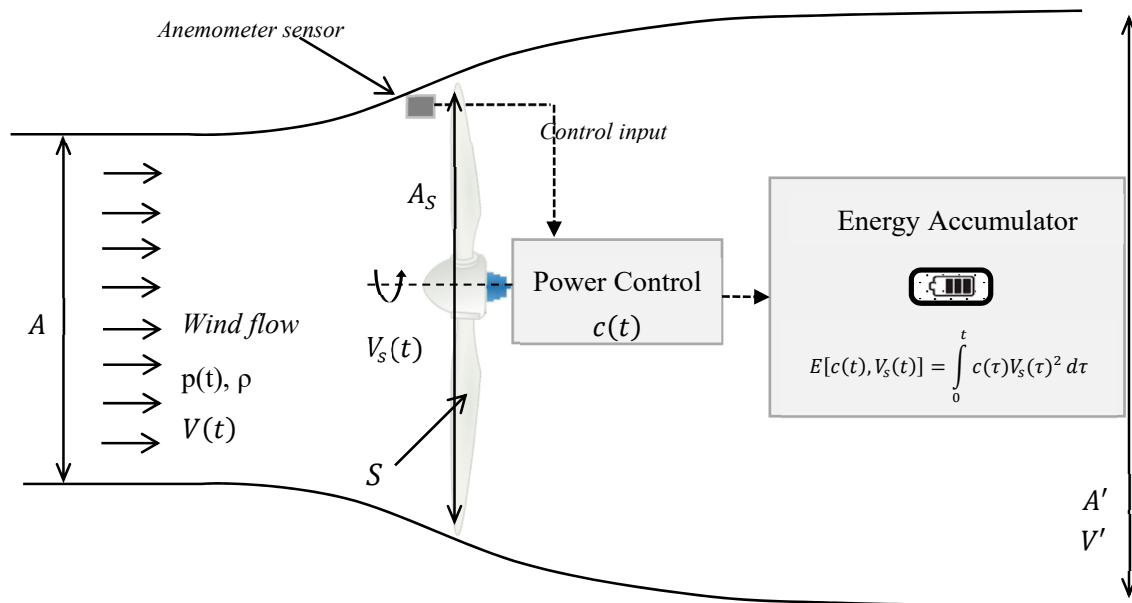 Anemometer sensor
Control input
A_S
Energy Accumulator
Power Control
c(t)
A
Wind flow
V_s(t)
p(t), ρ
V(t)
E[c(t), V_s(t)] = ∫_0^t c(τ)V_s(τ)^2 dτ
S
A′
V′